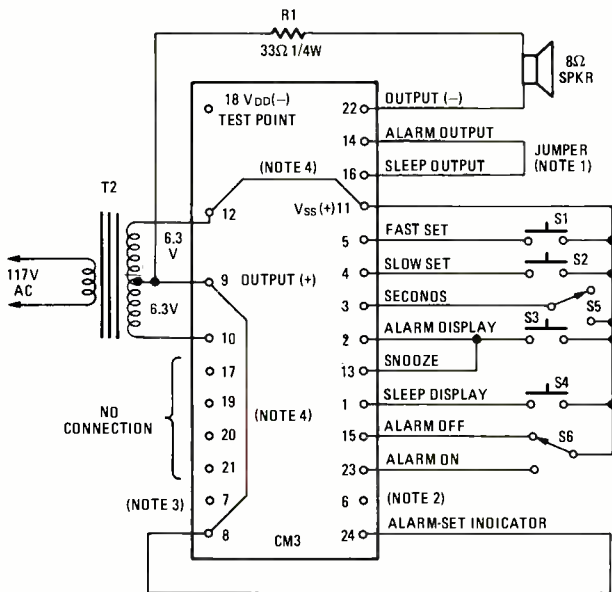 R1
33Ω 1/4W
8Ω
SPKR
18 VDD(–)
TEST POINT
22 OUTPUT (–)
14 ALARM OUTPUT
JUMPER
(NOTE 1)
16 SLEEP OUTPUT
(NOTE 4)
T2
12
VSS (+) 11
6.3
V
5 FAST SET S1
4 SLOW SET S2
117V
AC
9 OUTPUT (+)
3 SECONDS S5
6.3V
10
2 ALARM DISPLAY S3
13 SNOOZE
17
NO
CONNECTION
19
20
21
(NOTE 4)
1 SLEEP DISPLAY S4
15 ALARM OFF S6
23 ALARM ON
(NOTE 3) 7
6 (NOTE 2)
8
CM3
24 ALARM-SET INDICATOR